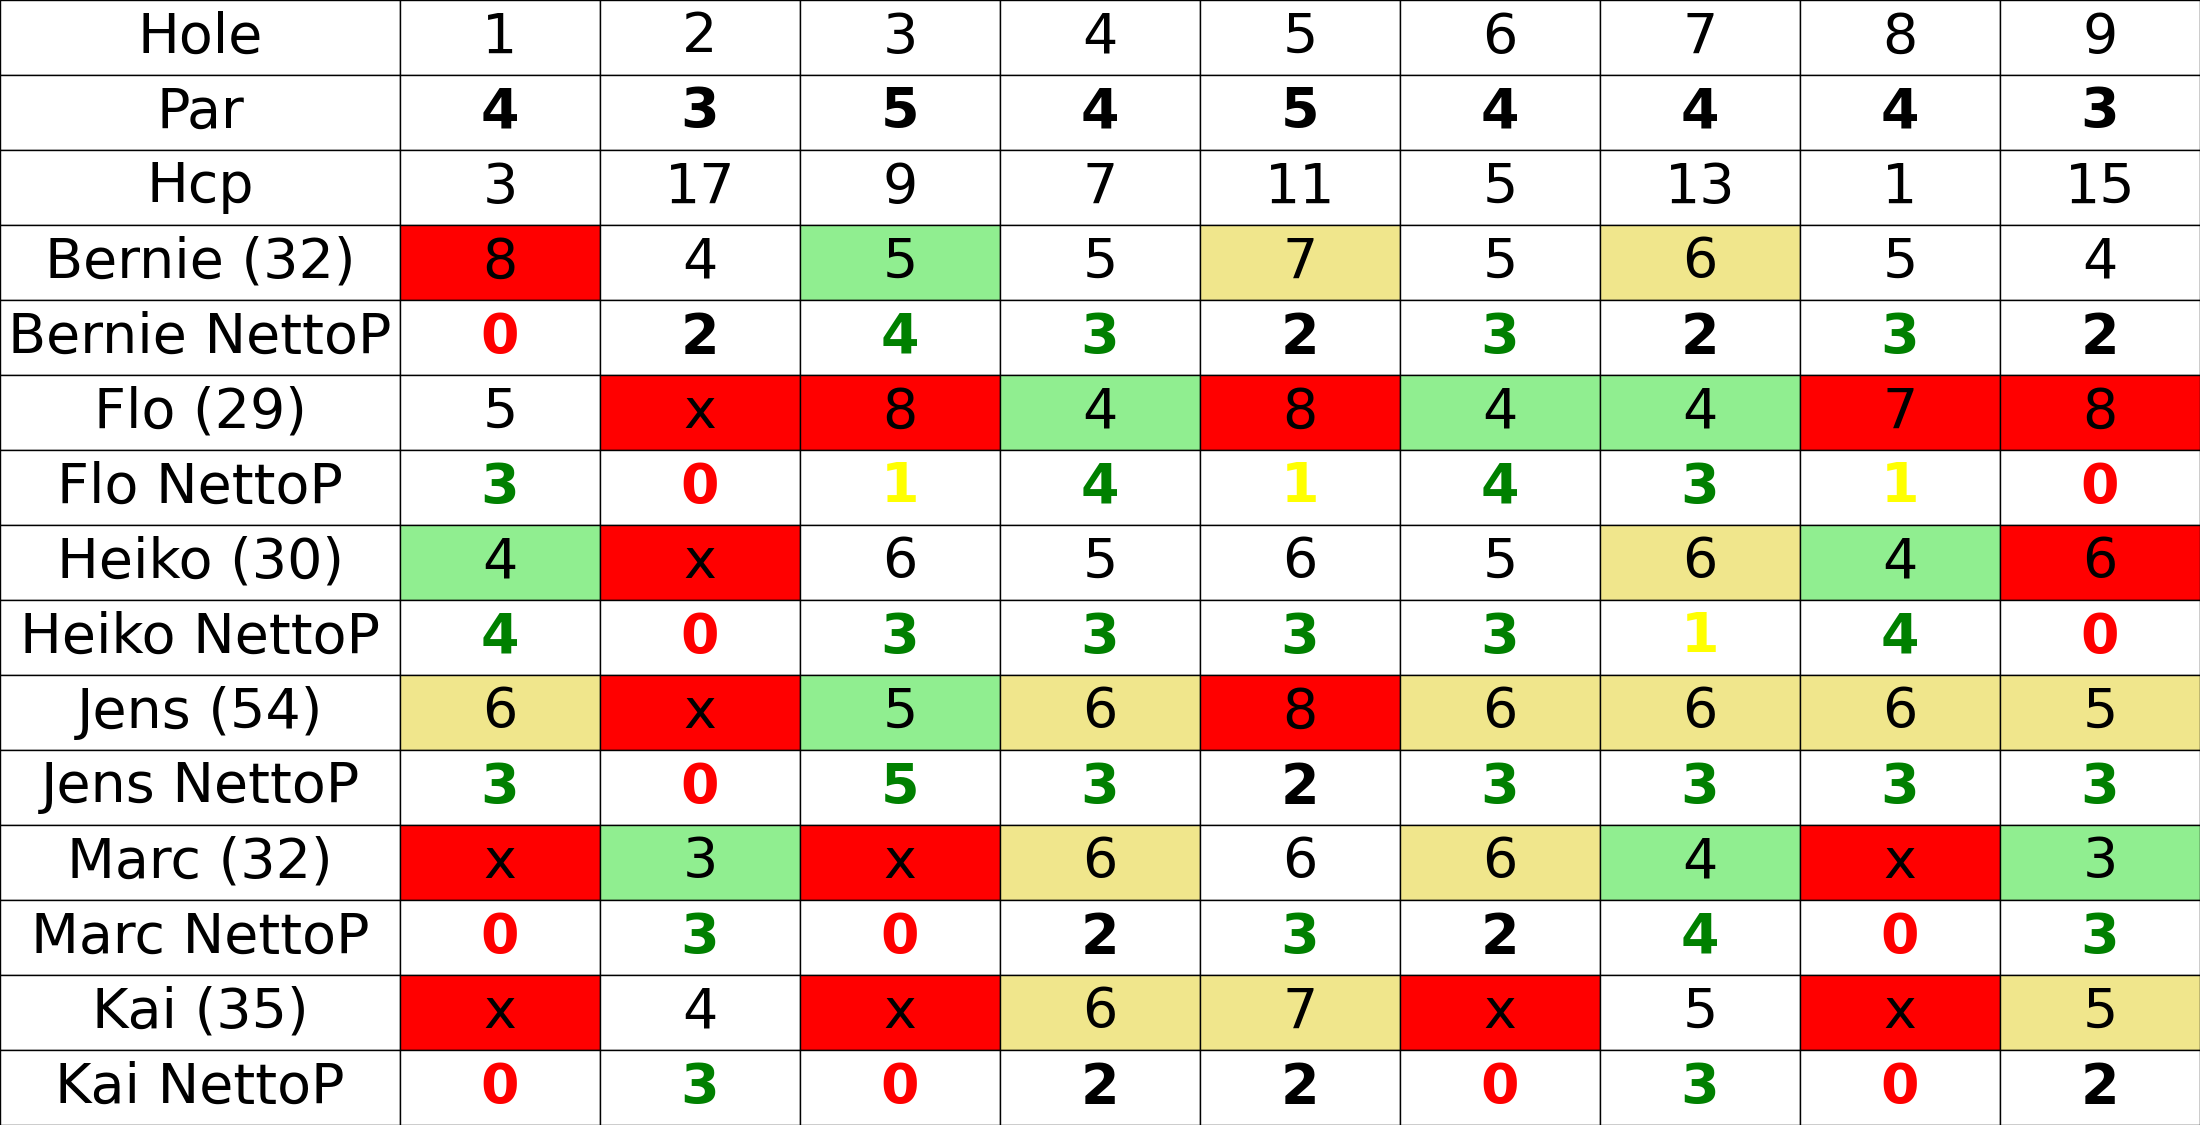 Hole 1 2 3 4 5 6 7 8 9
Par 4 3 5 4 5 4 4 4 3
Hcp 3 17 9 7 11 5 13 1 15
Bernie (32) 8 4 5 5 7 5 6 5 4
Bernie NettoP 0 2 4 3 2 3 2 3 2
Flo (29) 5 x 8 4 8 4 4 7 8
Flo NettoP 3 0 1 4 1 4 3 1 0
Heiko (30) 4 x 6 5 6 5 6 4 6
Heiko NettoP 4 0 3 3 3 3 1 4 0
Jens (54) 6 x 5 6 8 6 6 6 5
Jens NettoP 3 0 5 3 2 3 3 3 3
Marc (32) x 3 x 6 6 6 4 x 3
Marc NettoP 0 3 0 2 3 2 4 0 3
Kai (35) x 4 x 6 7 x 5 x 5
Kai NettoP 0 3 0 2 2 0 3 0 2